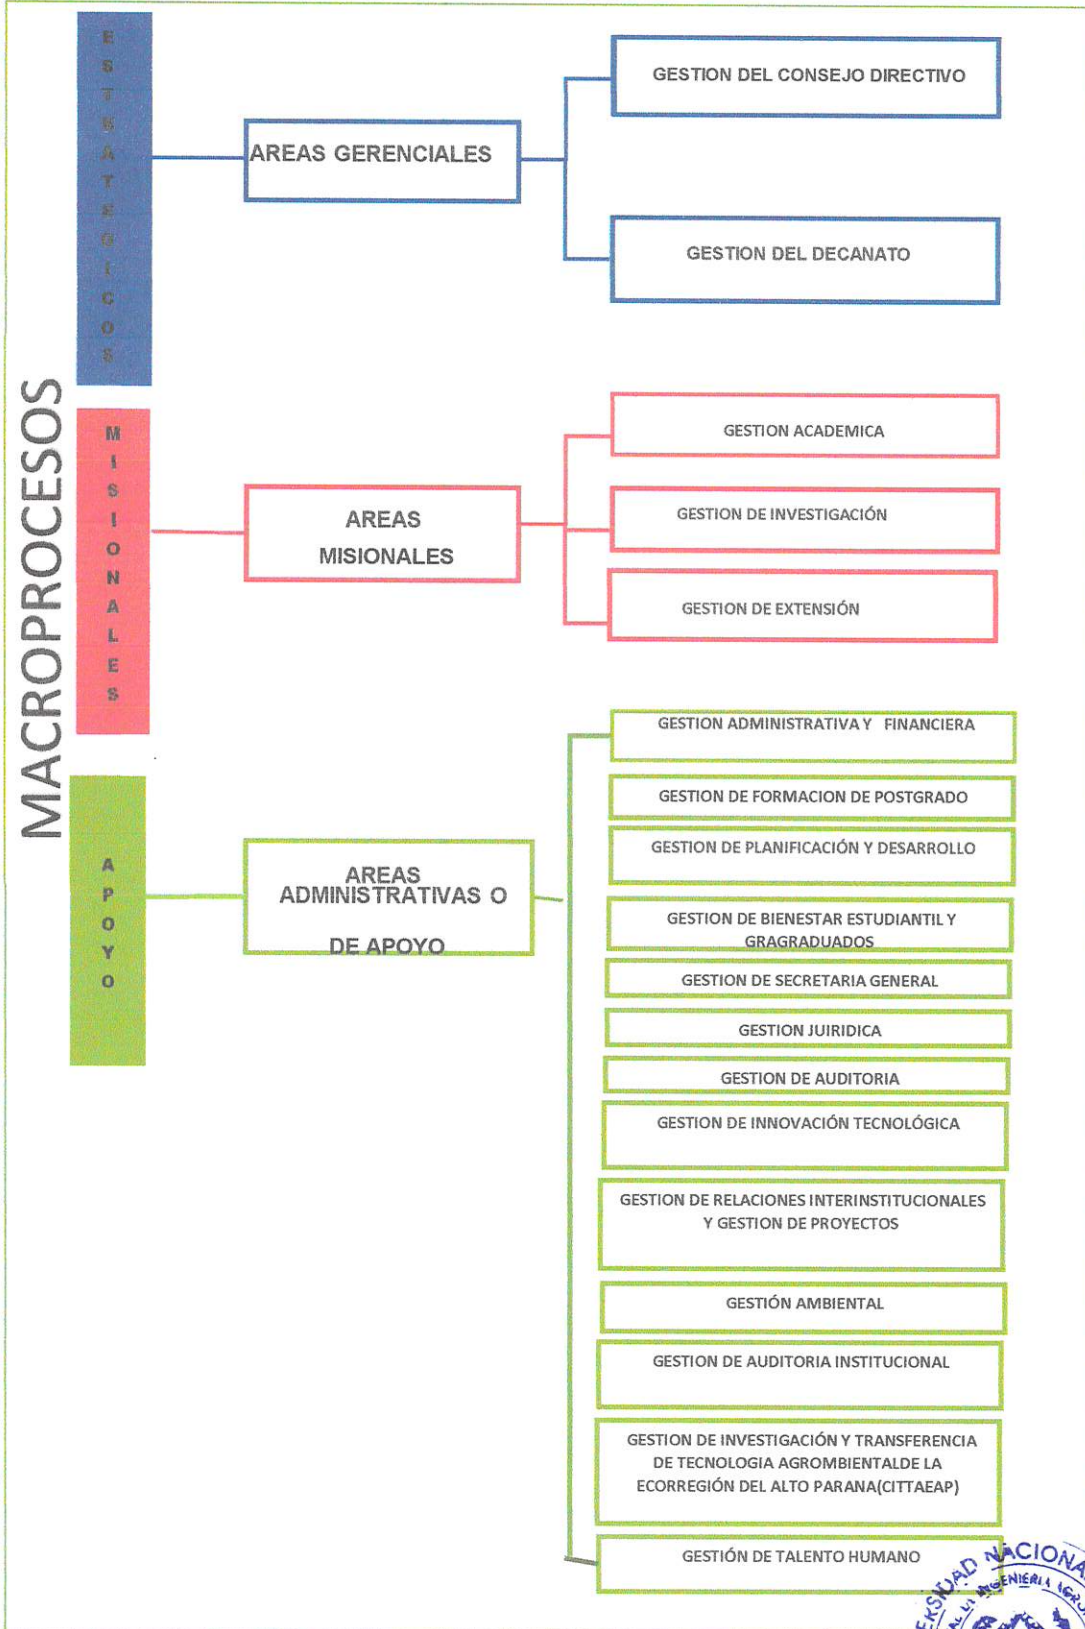 MACROPROCESOS
ESTRATEGICOS
AREAS GERENCIALES
GESTION DEL CONSEJO DIRECTIVO
GESTION DEL DECANATO
MISIONALES
AREAS
MISIONALES
GESTION ACADEMICA
GESTION DE INVESTIGACIÓN
GESTION DE EXTENSIÓN
APOYO
AREAS
ADMINISTRATIVAS O
DE APOYO
GESTION ADMINISTRATIVA Y FINANCIERA
GESTION DE FORMACION DE POSTGRADO
GESTION DE PLANIFICACIÓN Y DESARROLLO
GESTION DE BIENESTAR ESTUDIANTIL Y
GRAGRADUADOS
GESTION DE SECRETARIA GENERAL
GESTION JUIRIDICA
GESTION DE AUDITORIA
GESTION DE INNOVACIÓN TECNOLÓGICA
GESTION DE RELACIONES INTERINSTITUCIONALES
Y GESTION DE PROYECTOS
GESTIÓN AMBIENTAL
GESTION DE AUDITORIA INSTITUCIONAL
GESTION DE INVESTIGACIÓN Y TRANSFERENCIA
DE TECNOLOGIA AGROMBIENTALDE LA
ECORREGIÓN DEL ALTO PARANA(CITTAEAP)
GESTIÓN DE TALENTO HUMANO
NACIONA
INGENIERIA